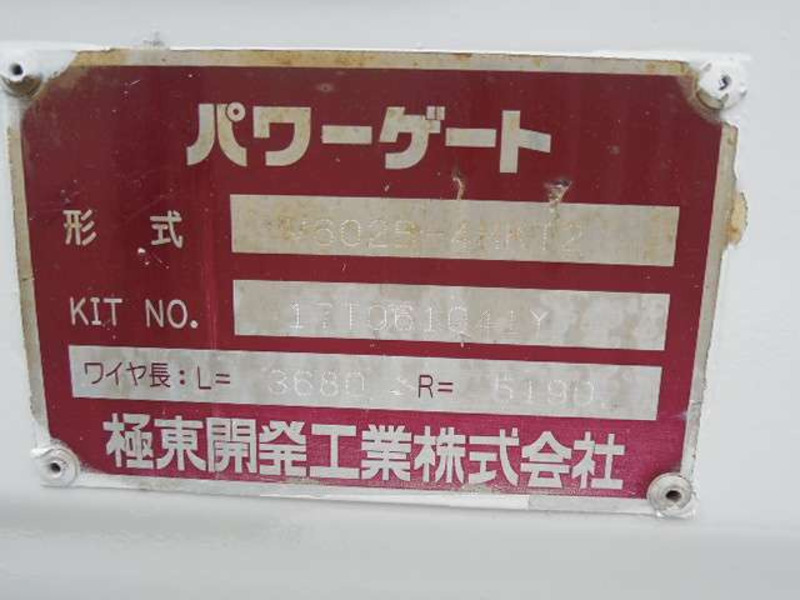 パワーゲート
形 式
KIT NO. 17T061041Y
ワイヤ長:L= 3680 R= 5190
極東開発工業株式会社